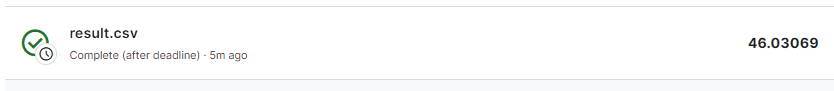 result.csv
46.03069
Complete (after deadline) · 5m ago